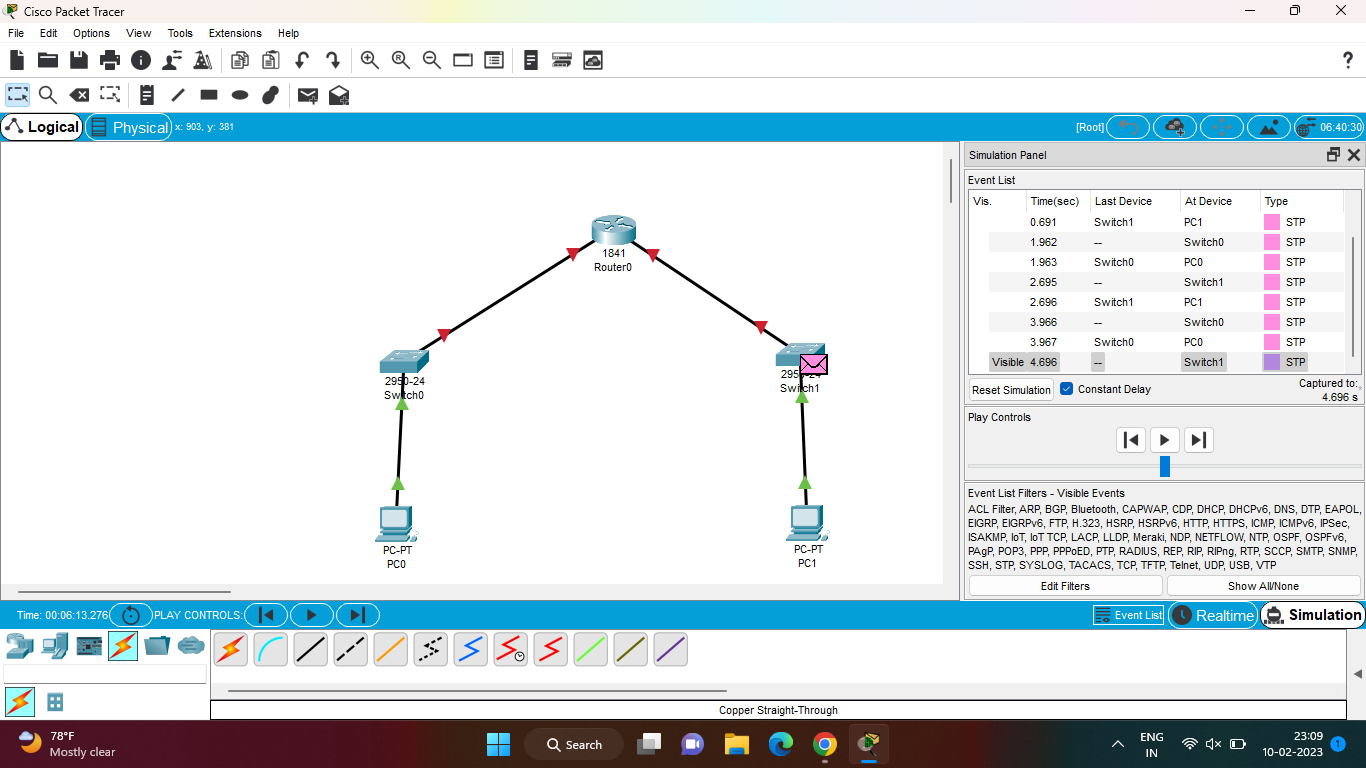 Cisco Packet Tracer
File Edit Options View Tools Extensions Help
?
Logical Physical x: 903, y: 381 [Root] 06:40:30
Simulation Panel
Event List
Vis. Time(sec) Last Device At Device Type
0.691 Switch1 PC1 STP
1.962 -- Switch0 STP
1.963 Switch0 PC0 STP
2.695 -- Switch1 STP
2.696 Switch1 PC1 STP
3.966 -- Switch0 STP
3.967 Switch0 PC0 STP
Visible 4.696 -- Switch1 STP
Reset Simulation Constant Delay Captured to:
4.696 s
Play Controls
Event List Filters - Visible Events
ACL Filter, ARP, BGP, Bluetooth, CAPWAP, CDP, DHCP, DHCPv6, DNS, DTP, EAPOL,
EIGRP, EIGRPv6, FTP, H.323, HSRP, HSRPv6, HTTP, HTTPS, ICMP, ICMPv6, IPSec,
ISAKMP, IoT, IoT TCP, LACP, LLDP, Meraki, NDP, NETFLOW, NTP, OSPF, OSPFv6,
PAgP, POP3, PPP, PPPoED, PTP, RADIUS, REP, RIP, RIPng, RTP, SCCP, SMTP, SNMP,
SSH, STP, SYSLOG, TACACS, TCP, TFTP, Telnet, UDP, USB, VTP
Edit Filters Show All/None
1841
Router0
2950-24
Switch0
2950-24
Switch1
PC-PT
PC0
PC-PT
PC1
Time: 00:06:13.276 PLAY CONTROLS: Event List Realtime Simulation
Copper Straight-Through
78°F
Mostly clear
Search
ENG
IN
23:09
10-02-2023
1